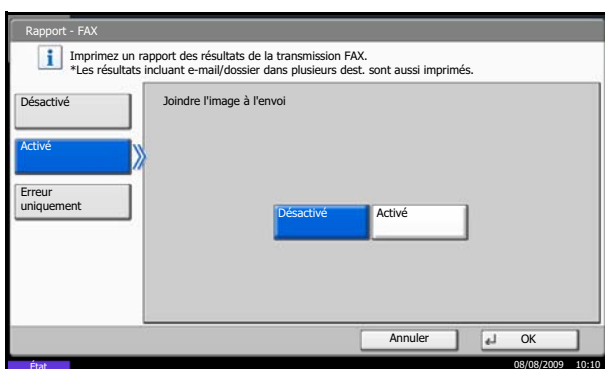 Rapport - FAX
Imprimez un rapport des résultats de la transmission FAX.
*Les résultats incluant e-mail/dossier dans plusieurs dest. sont aussi imprimés.
Désactivé
Joindre l'image à l'envoi
Activé
Erreur
uniquement
Désactivé
Activé
Annuler
OK
État
08/08/2009 10:10